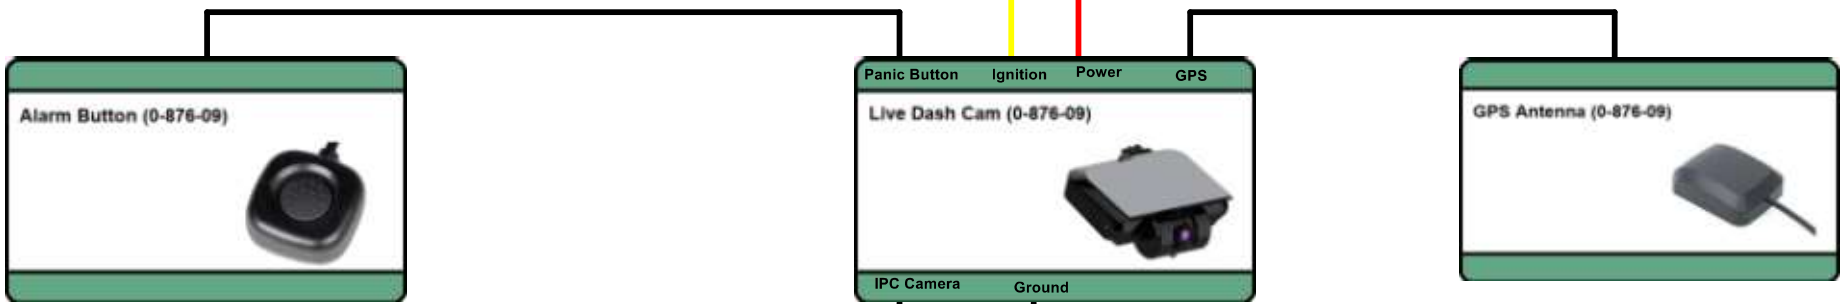 Panic Button
Ignition
Power
GPS
Alarm Button (0-876-09)
Live Dash Cam (0-876-09)
GPS Antenna (0-876-09)
IPC Camera
Ground